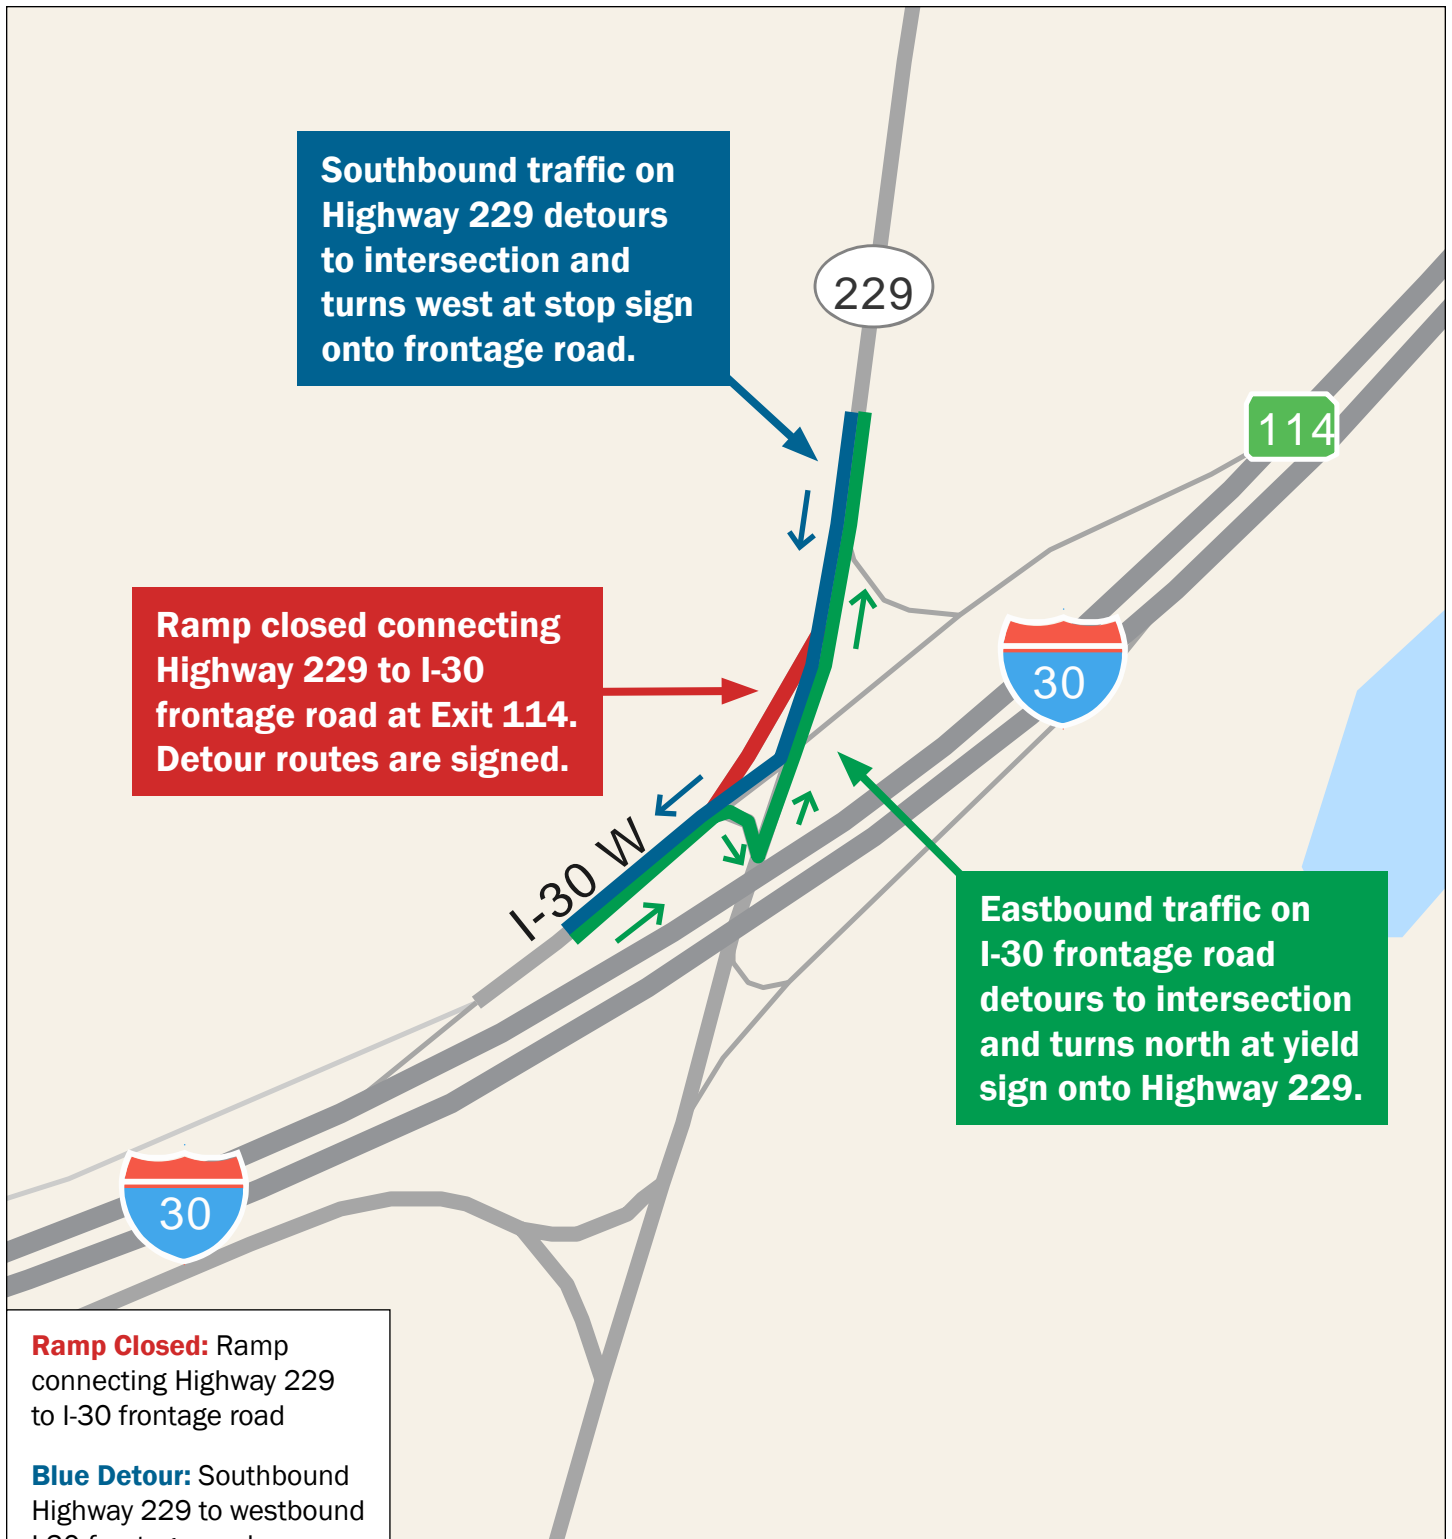 Southbound traffic on
Highway 229 detours
to intersection and
turns west at stop sign
onto frontage road.
229
114
Ramp closed connecting
Highway 229 to I-30
frontage road at Exit 114.
Detour routes are signed.
30
I-30 W
Eastbound traffic on
I-30 frontage road
detours to intersection
and turns north at yield
sign onto Highway 229.
30
Ramp Closed: Ramp
connecting Highway 229
to I-30 frontage road
Blue Detour: Southbound
Highway 229 to westbound